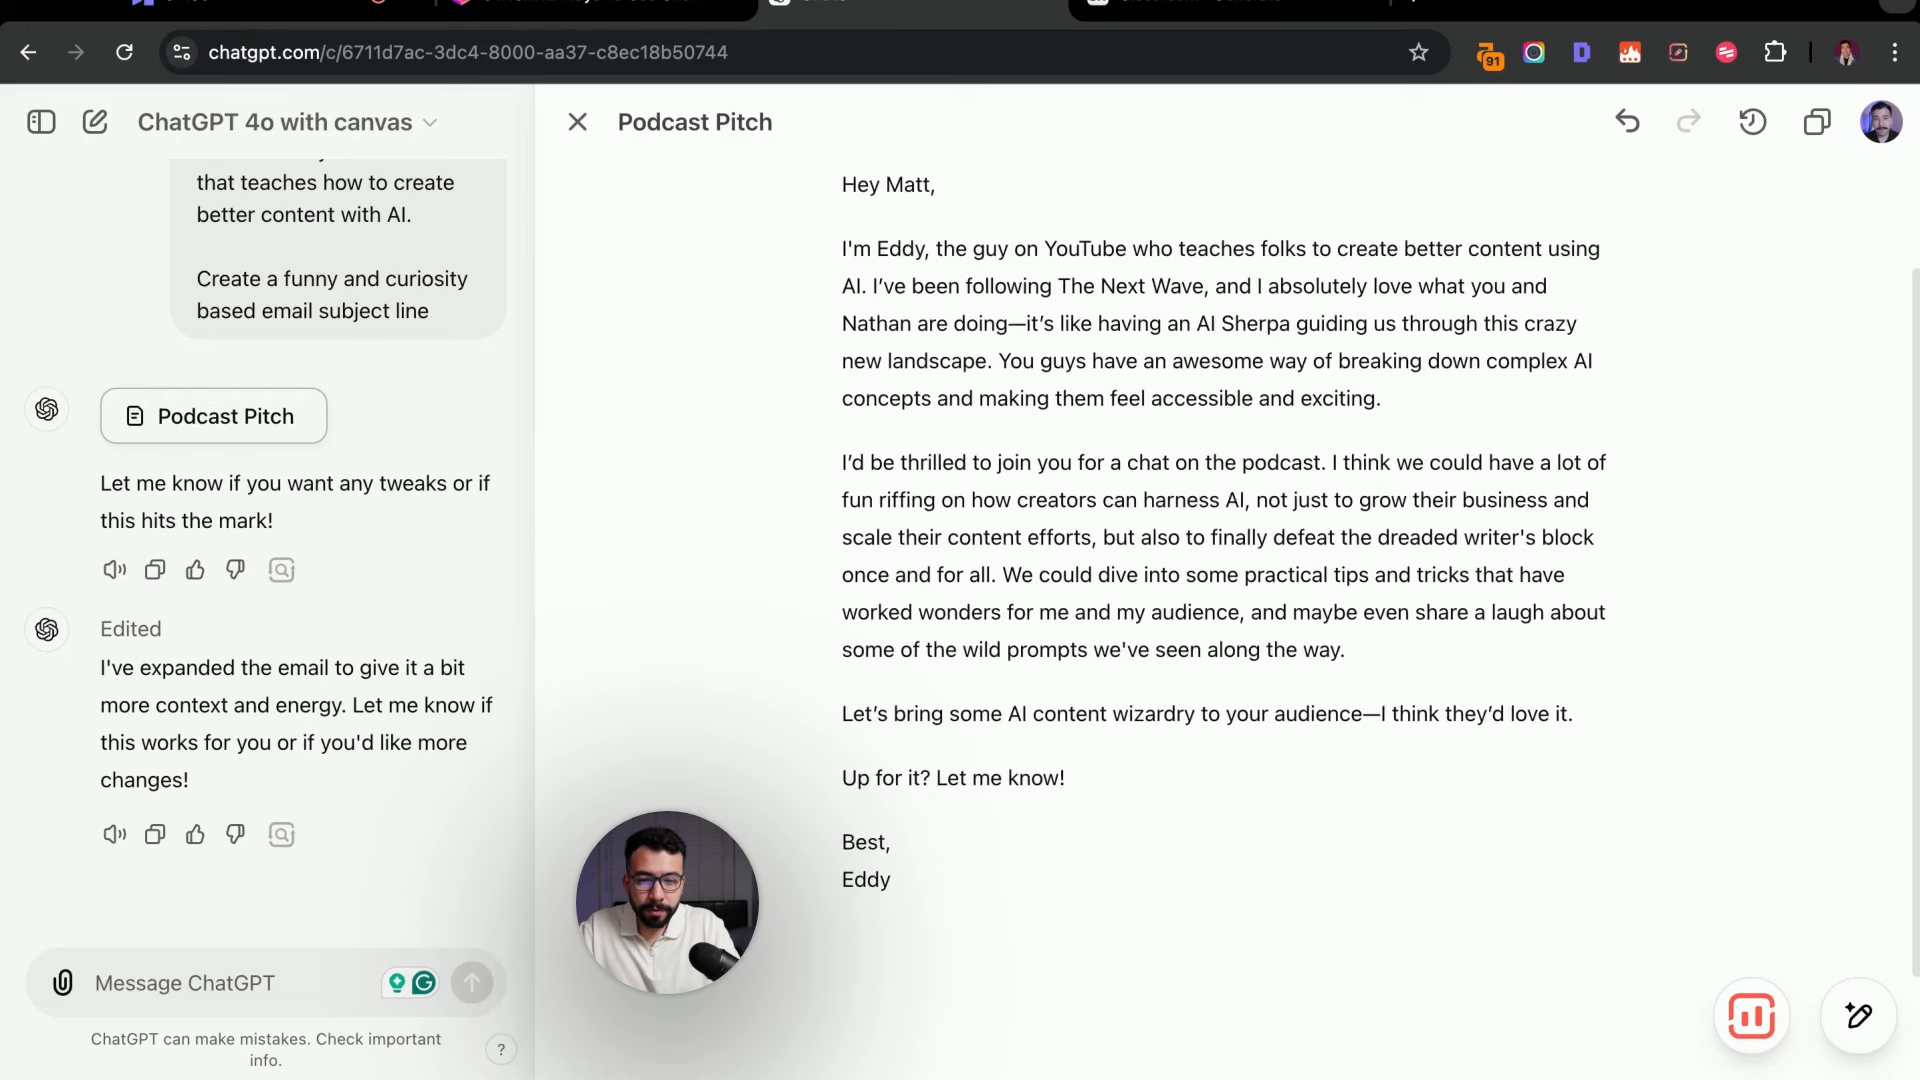 chatgpt.com/c/6711d7ac-3dc4-8000-aa37-c8ec18b50744
91
ChatGPT 4o with canvas
Podcast Pitch
that teaches how to create
better content with AI.
Create a funny and curiosity
based email subject line
Podcast Pitch
Let me know if you want any tweaks or if
this hits the mark!
Edited
I've expanded the email to give it a bit
more context and energy. Let me know if
this works for you or if you'd like more
changes!
Message ChatGPT
ChatGPT can make mistakes. Check important
info.
?
Hey Matt,
I'm Eddy, the guy on YouTube who teaches folks to create better content using
AI. I’ve been following The Next Wave, and I absolutely love what you and
Nathan are doing—it’s like having an AI Sherpa guiding us through this crazy
new landscape. You guys have an awesome way of breaking down complex AI
concepts and making them feel accessible and exciting.
I’d be thrilled to join you for a chat on the podcast. I think we could have a lot of
fun riffing on how creators can harness AI, not just to grow their business and
scale their content efforts, but also to finally defeat the dreaded writer's block
once and for all. We could dive into some practical tips and tricks that have
worked wonders for me and my audience, and maybe even share a laugh about
some of the wild prompts we've seen along the way.
Let’s bring some AI content wizardry to your audience—I think they’d love it.
Up for it? Let me know!
Best,
Eddy